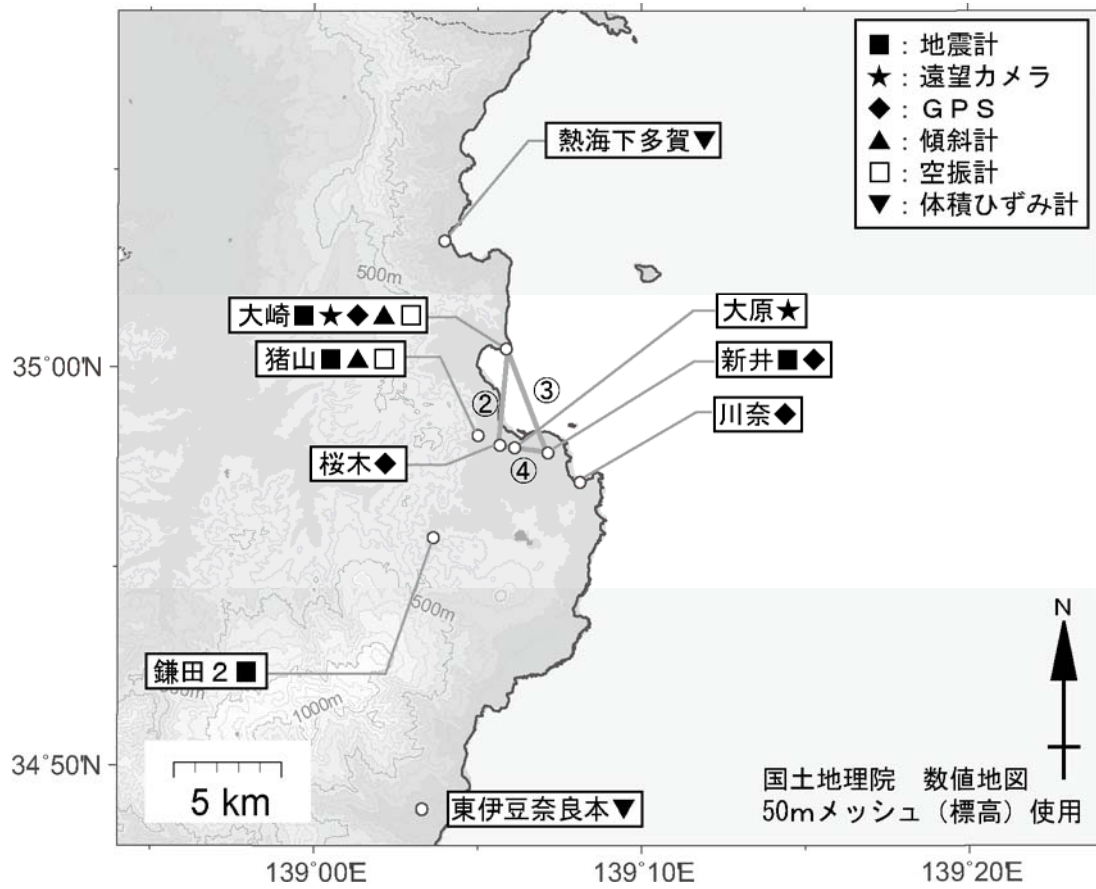 ■：地震計
★：遠望カメラ
◆：ＧＰＳ
▲：傾斜計
□：空振計
▼：体積ひずみ計
熱海下多賀▼
500m
大崎■★◆▲□
大原★
猪山■▲□
35°00'N
新井■◆
③
②
川奈◆
桜木◆
④
500m
N
鎌田２■
1000m
34°50'N
5 km
国土地理院　数値地図
50mメッシュ（標高）使用
東伊豆奈良本▼
139°00'E
139°10'E
139°20'E